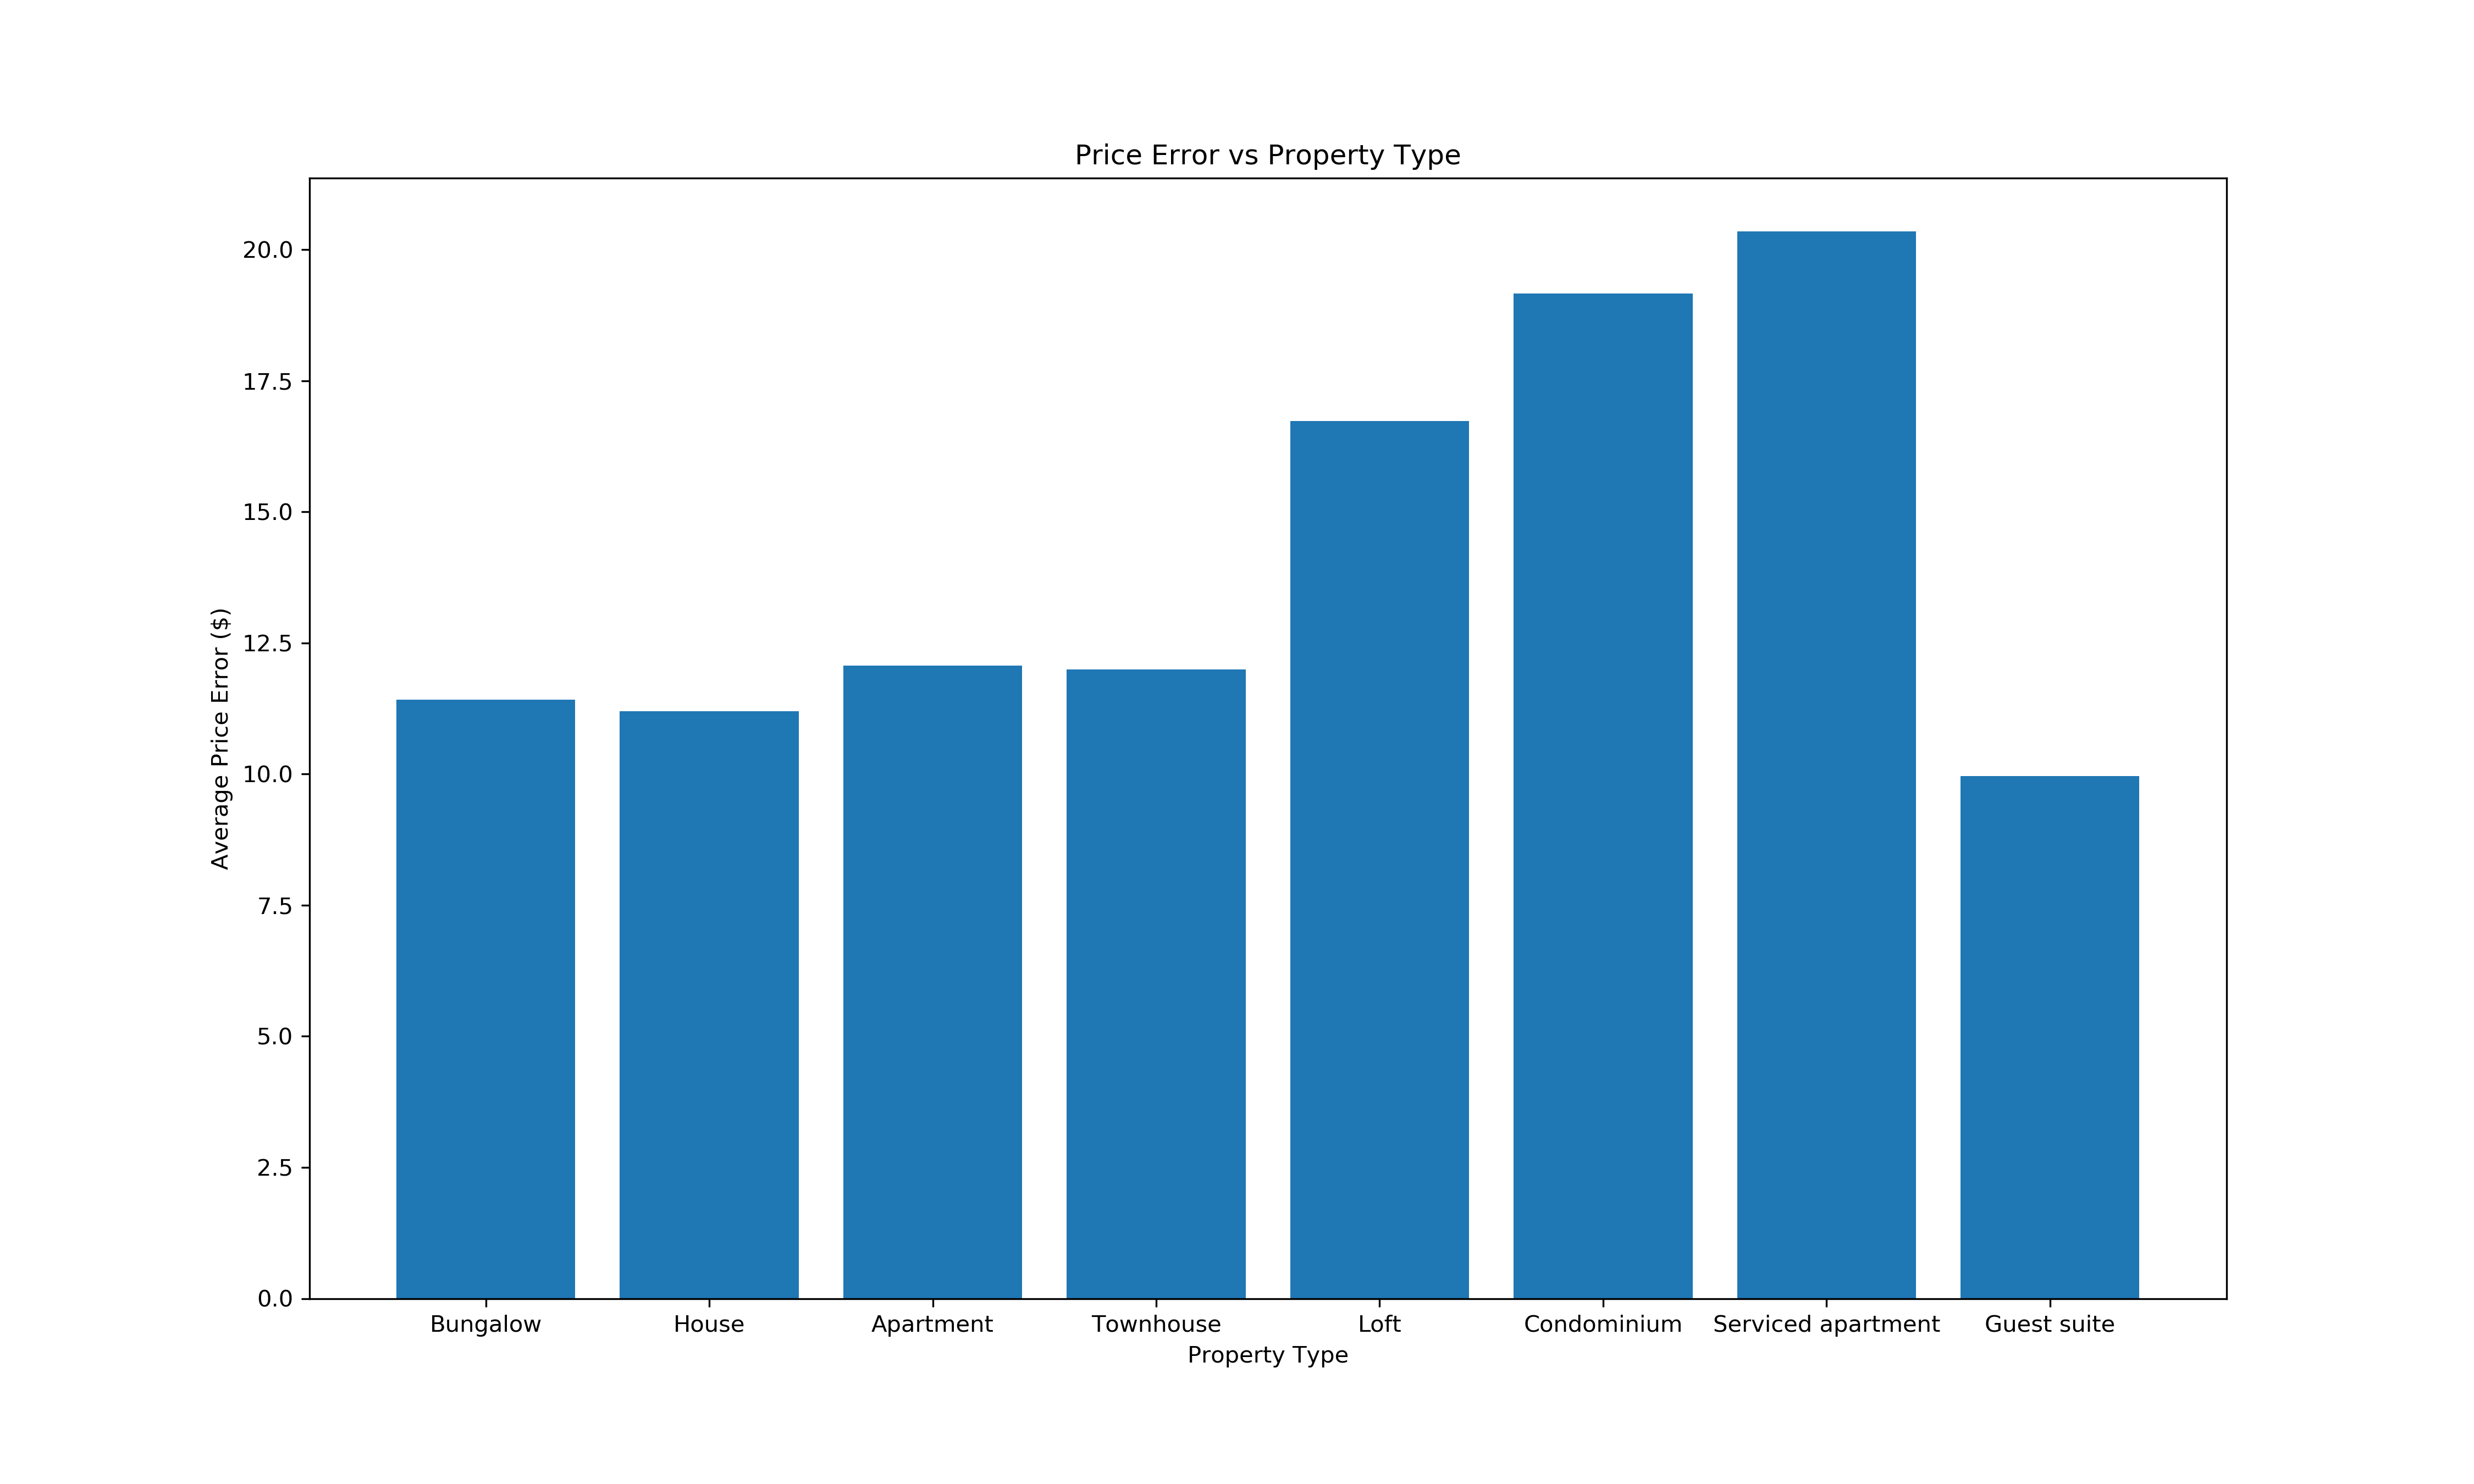 Price Error vs Property Type
Average Price Error ($)
20.0
17.5
15.0
12.5
10.0
7.5
5.0
2.5
0.0
Bungalow House Apartment Townhouse Loft Condominium Serviced apartment Guest suite
Property Type